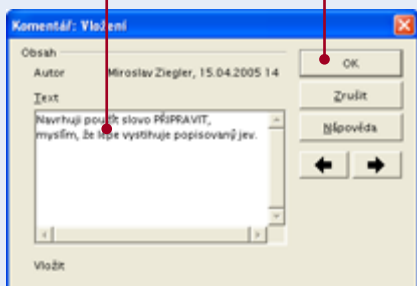 Komentář: Vložení
Obsah
Autor Miroslav Ziegler, 15.04.2005 14
Text
Navrhuji použít slovo PŘIPRAVIT,
myslím, že lépe vystihuje popisovaný jev.
Vložit
OK
Zrušit
Nápověda